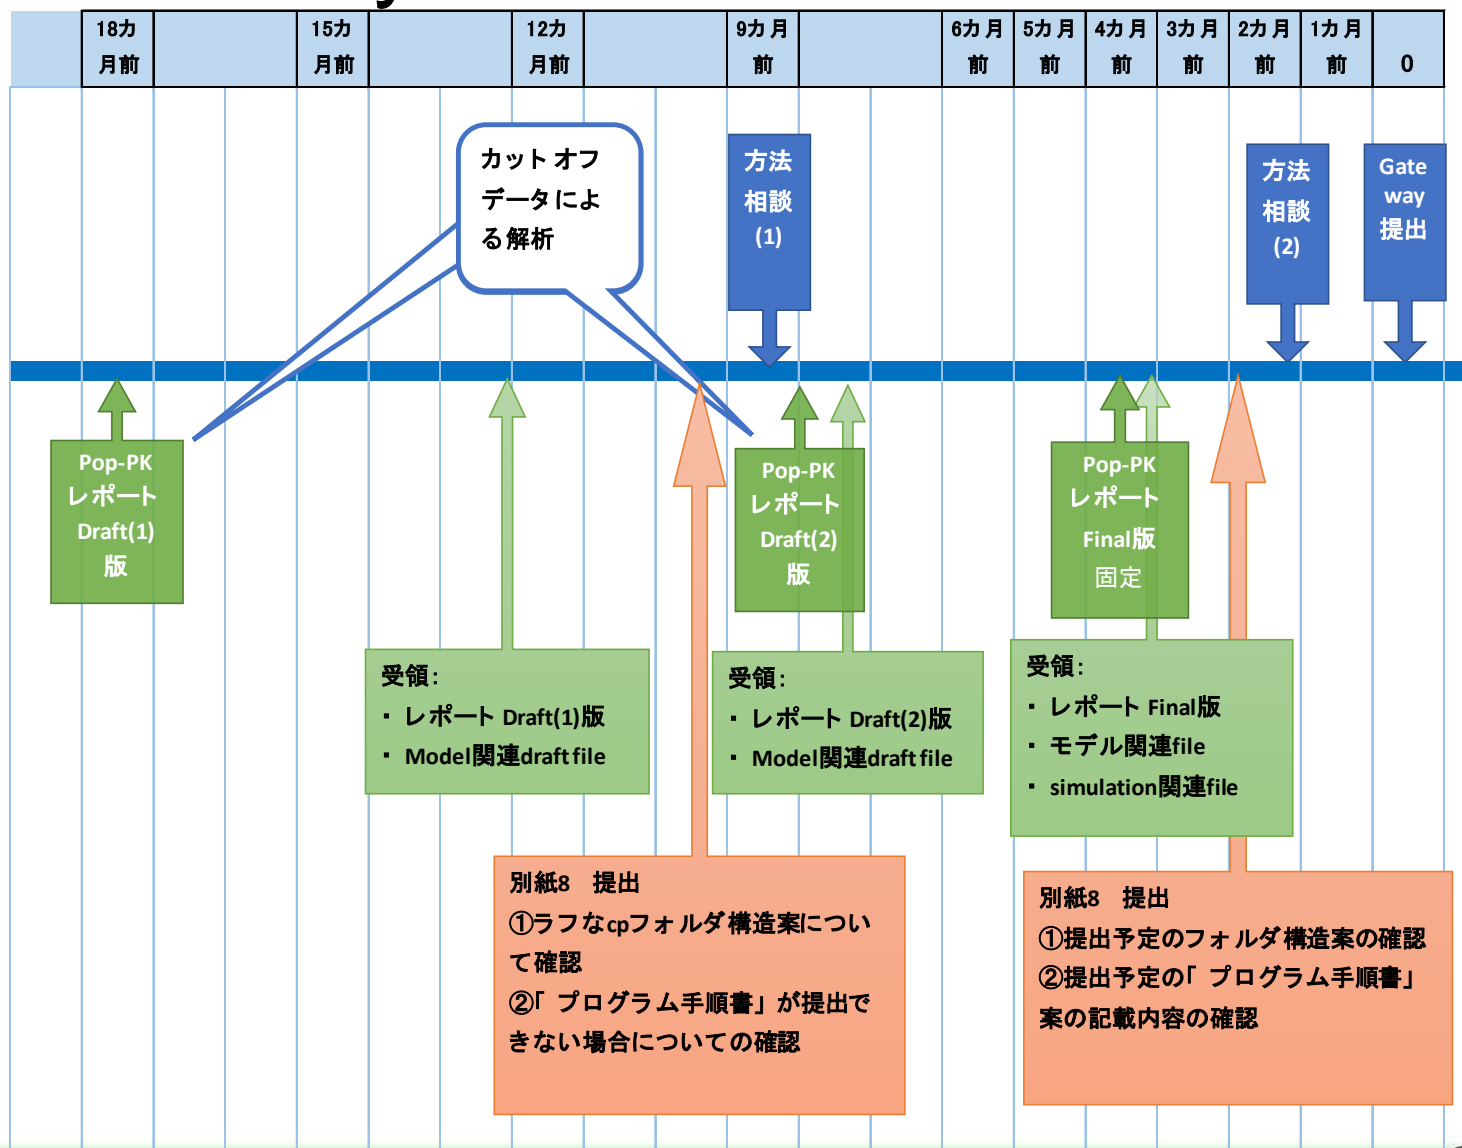 18カ
月前
15カ
月前
12カ
月前
9カ月
前
6カ月
前
5カ月
前
4カ月
前
3カ月
前
2カ月
前
1カ月
前
0
カットオフ
データによ
る解析
方法
相談
(1)
方法
相談
(2)
Gate
way
提出
Pop-PK
レポート
Draft(1)
版
Pop-PK
レポート
Draft(2)
版
Pop-PK
レポート
Final版
固定
受領：
・ レポート Draft(1)版
・ Model関連draft file
受領：
・ レポート Draft(2)版
・ Model関連draft file
受領：
・ レポート Final版
・ モデル関連file
・ simulation関連file
別紙8　提出
①ラフなcpフォルダ構造案につい
て確認
②「プログラム手順書」が提出で
きない場合についての確認
別紙8　提出
①提出予定のフォルダ構造案の確認
②提出予定の「プログラム手順書」
案の記載内容の確認